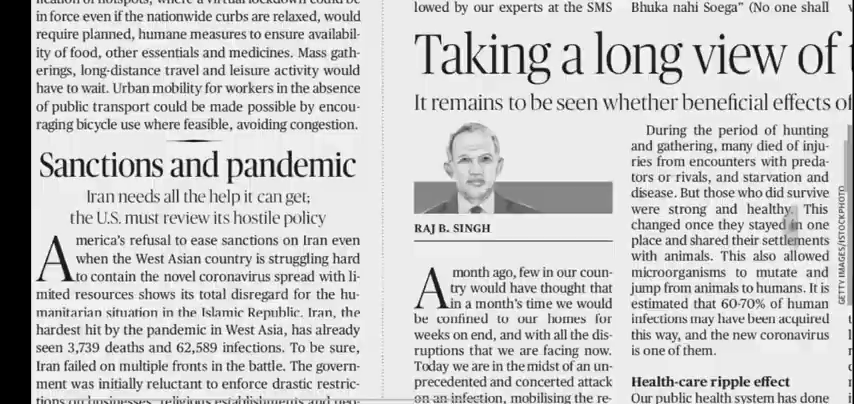 in force even if the nationwide curbs are relaxed, would
require planned, humane measures to ensure availabil-
ity of food, other essentials and medicines. Mass gath-
erings, long-distance travel and leisure activity would
have to wait. Urban mobility for workers in the absence
of public transport could be made possible by encou-
raging bicycle use where feasible, avoiding congestion.
Sanctions and pandemic
Iran needs all the help it can get;
the U.S. must review its hostile policy
America's refusal to ease sanctions on Iran even
when the West Asian country is struggling hard
to contain the novel coronavirus spread with li-
mited resources shows its total disregard for the hu-
manitarian situation in the Islamic Republic. Iran, the
hardest hit by the pandemic in West Asia, has already
seen 3,739 deaths and 62,589 infections. To be sure,
Iran failed on multiple fronts in the battle. The govern-
ment was initially reluctant to enforce drastic restric-
lowed by our experts at the SMS
Bhuka nahi Soega" (No one shall
Taking a long view of
It remains to be seen whether beneficial effects of
RAJ B. SINGH
A month ago, few in our coun-
try would have thought that
in a month's time we would
be confined to our homes for
weeks on end, and with all the dis-
ruptions that we are facing now.
Today we are in the midst of an un-
precedented and concerted attack
on an infection, mobilising the re-
During the period of hunting
and gathering, many died of inju-
ries from encounters with preda-
tors or rivals, and starvation and
disease. But those who did survive
were strong and healthy. This
changed once they stayed in one
place and shared their settlements
with animals. This also allowed
microorganisms to mutate and
jump from animals to humans. It is
estimated that 60-70% of human
infections may have been acquired
this way, and the new coronavirus
is one of them.
Health-care ripple effect
Our public health system has done
GETTY IMAGES/ISTOCKPHOTO